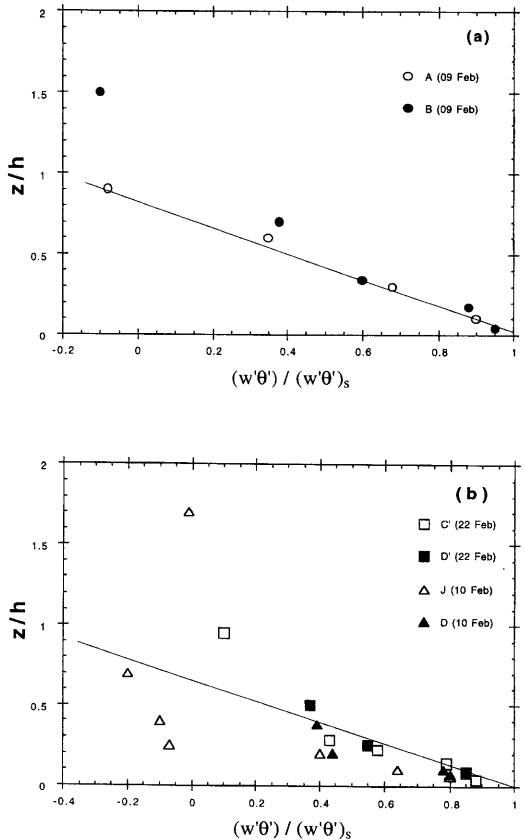 2
(a)
A (09 Feb)
1.5
B (09 Feb)
z/h
1
0.5
0
-0.2 0 0.2 0.4 0.6 0.8 1
(w'θ') / (w'θ')s
2
(b)
C' (22 Feb)
1.5
D' (22 Feb)
J (10 Feb)
z/h
1
D (10 Feb)
0.5
0
-0.4 -0.2 0 0.2 0.4 0.6 0.8 1
(w'θ') / (w'θ')s